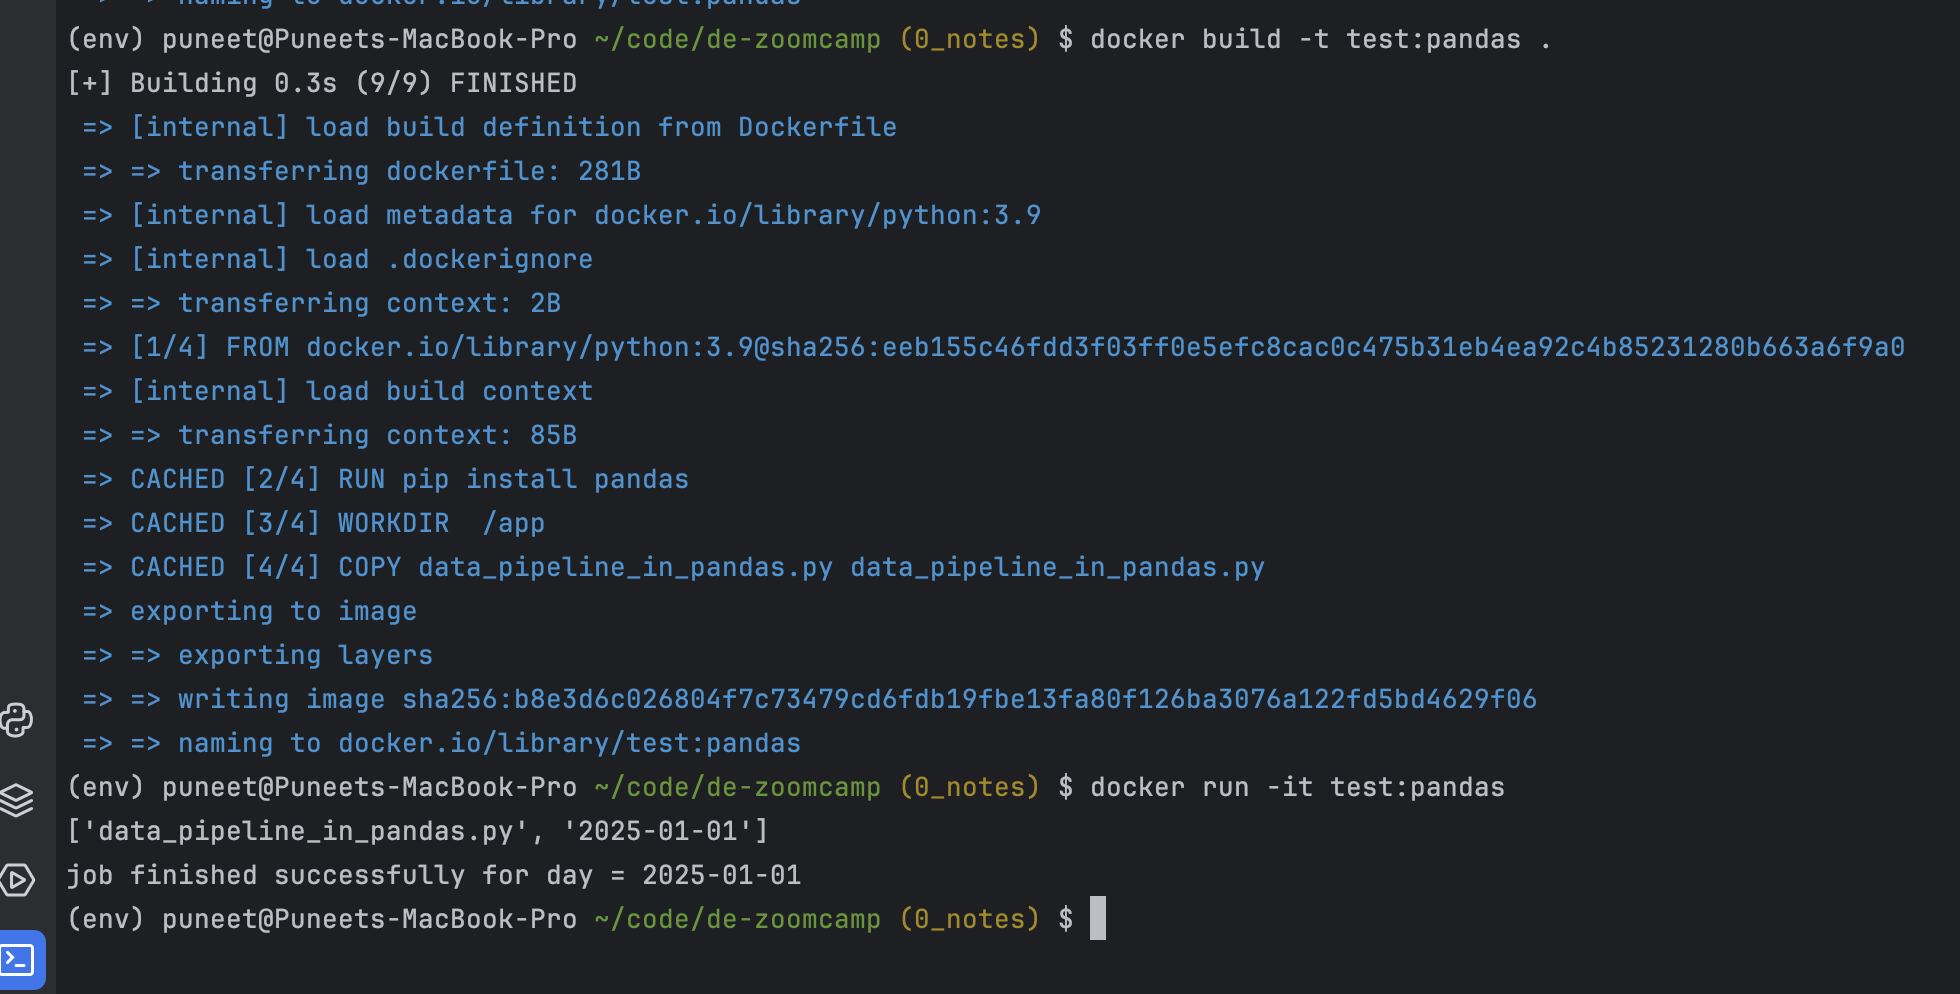 => => naming to docker.io/library/test:pandas
(env) puneet@Puneets-MacBook-Pro ~/code/de-zoomcamp (0_notes) $ docker build -t test:pandas .
[+] Building 0.3s (9/9) FINISHED
=> [internal] load build definition from Dockerfile
=> => transferring dockerfile: 281B
=> [internal] load metadata for docker.io/library/python:3.9
=> [internal] load .dockerignore
=> => transferring context: 2B
=> [1/4] FROM docker.io/library/python:3.9@sha256:eeb155c46fdd3f03ff0e5efc8cac0c475b31eb4ea92c4b85231280b663a6f9a0
=> [internal] load build context
=> => transferring context: 85B
=> CACHED [2/4] RUN pip install pandas
=> CACHED [3/4] WORKDIR  /app
=> CACHED [4/4] COPY data_pipeline_in_pandas.py data_pipeline_in_pandas.py
=> exporting to image
=> => exporting layers
=> => writing image sha256:b8e3d6c026804f7c73479cd6fdb19fbe13fa80f126ba3076a122fd5bd4629f06
=> => naming to docker.io/library/test:pandas
(env) puneet@Puneets-MacBook-Pro ~/code/de-zoomcamp (0_notes) $ docker run -it test:pandas
['data_pipeline_in_pandas.py', '2025-01-01']
job finished successfully for day = 2025-01-01
(env) puneet@Puneets-MacBook-Pro ~/code/de-zoomcamp (0_notes) $